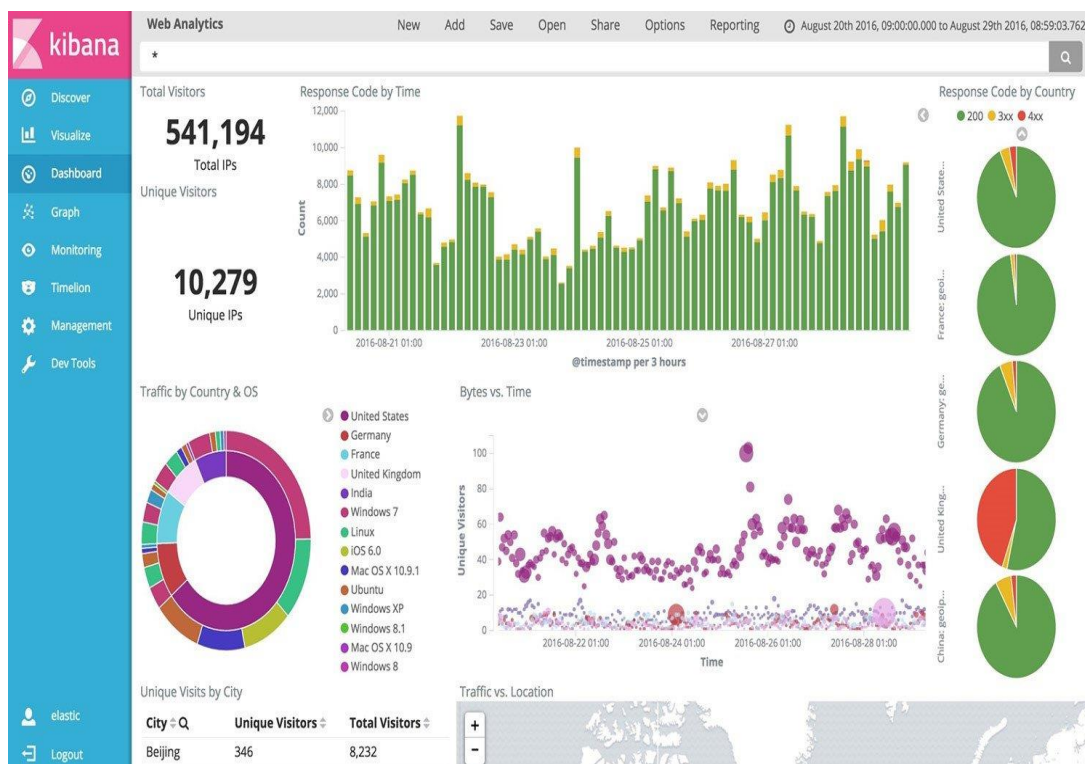 kibana
Web Analytics
New Add Save Open Share Options Reporting August 20th 2016, 09:00:00.000 to August 29th 2016, 08:59:03.762
*
Discover
Visualize
Dashboard
Graph
Monitoring
Timelion
Management
Dev Tools
elastic
Logout
Total Visitors
541,194
Total IPs
Unique Visitors
10,279
Unique IPs
Response Code by Time
12,000
10,000
8,000
6,000
4,000
2,000
0
Count
2016-08-21 01:00 2016-08-23 01:00 2016-08-25 01:00 2016-08-27 01:00
@timestamp per 3 hours
Response Code by Country
200 3xx 4xx
United State...
France: geoi...
Germany: ge...
United King...
China: geoip...
Traffic by Country & OS
United States
Germany
France
United Kingdom
India
Windows 7
Linux
iOS 6.0
Mac OS X 10.9.1
Ubuntu
Windows XP
Windows 8.1
Mac OS X 10.9
Windows 8
Bytes vs. Time
100
80
60
40
20
0
Unique Visitors
2016-08-22 01:00 2016-08-24 01:00 2016-08-26 01:00 2016-08-28 01:00
Time
Unique Visits by City
City Unique Visitors Total Visitors
Beijing 346 8,232
Traffic vs. Location
+
-